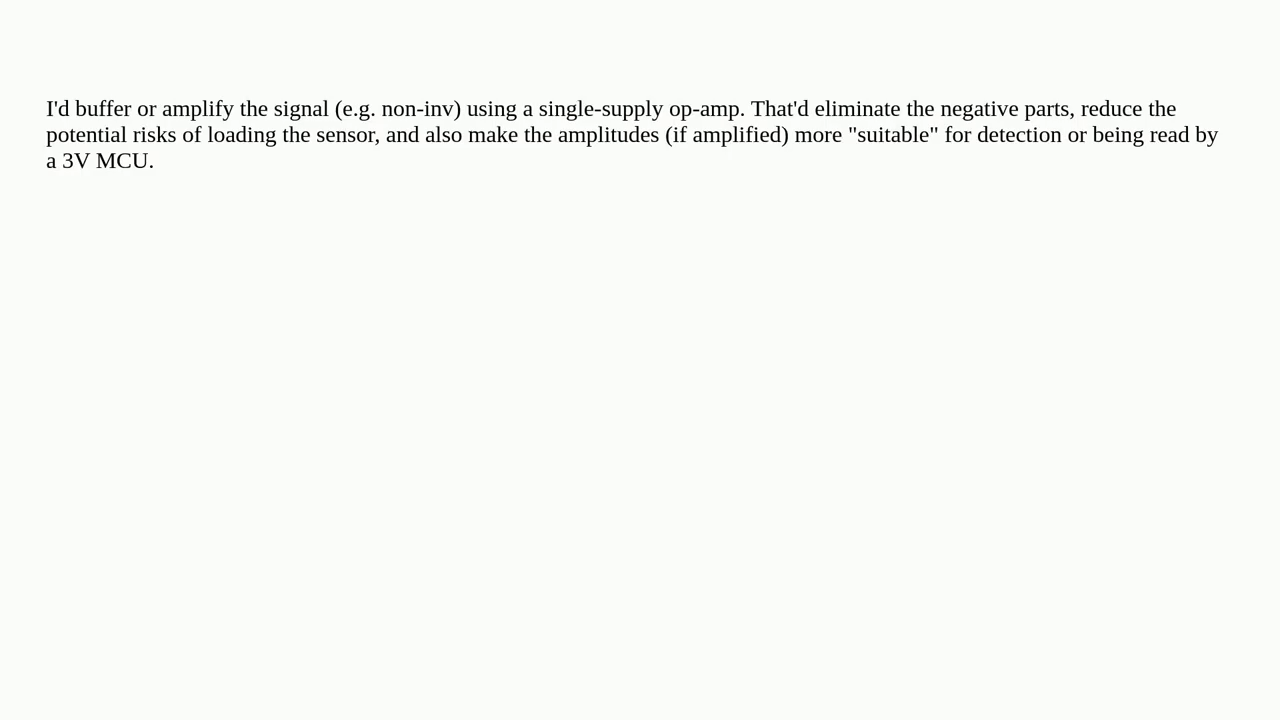 I'd buffer or amplify the signal (e.g. non-inv) using a single-supply op-amp. That'd eliminate the negative parts, reduce the
potential risks of loading the sensor, and also make the amplitudes (if amplified) more "suitable" for detection or being read by
a 3V MCU.